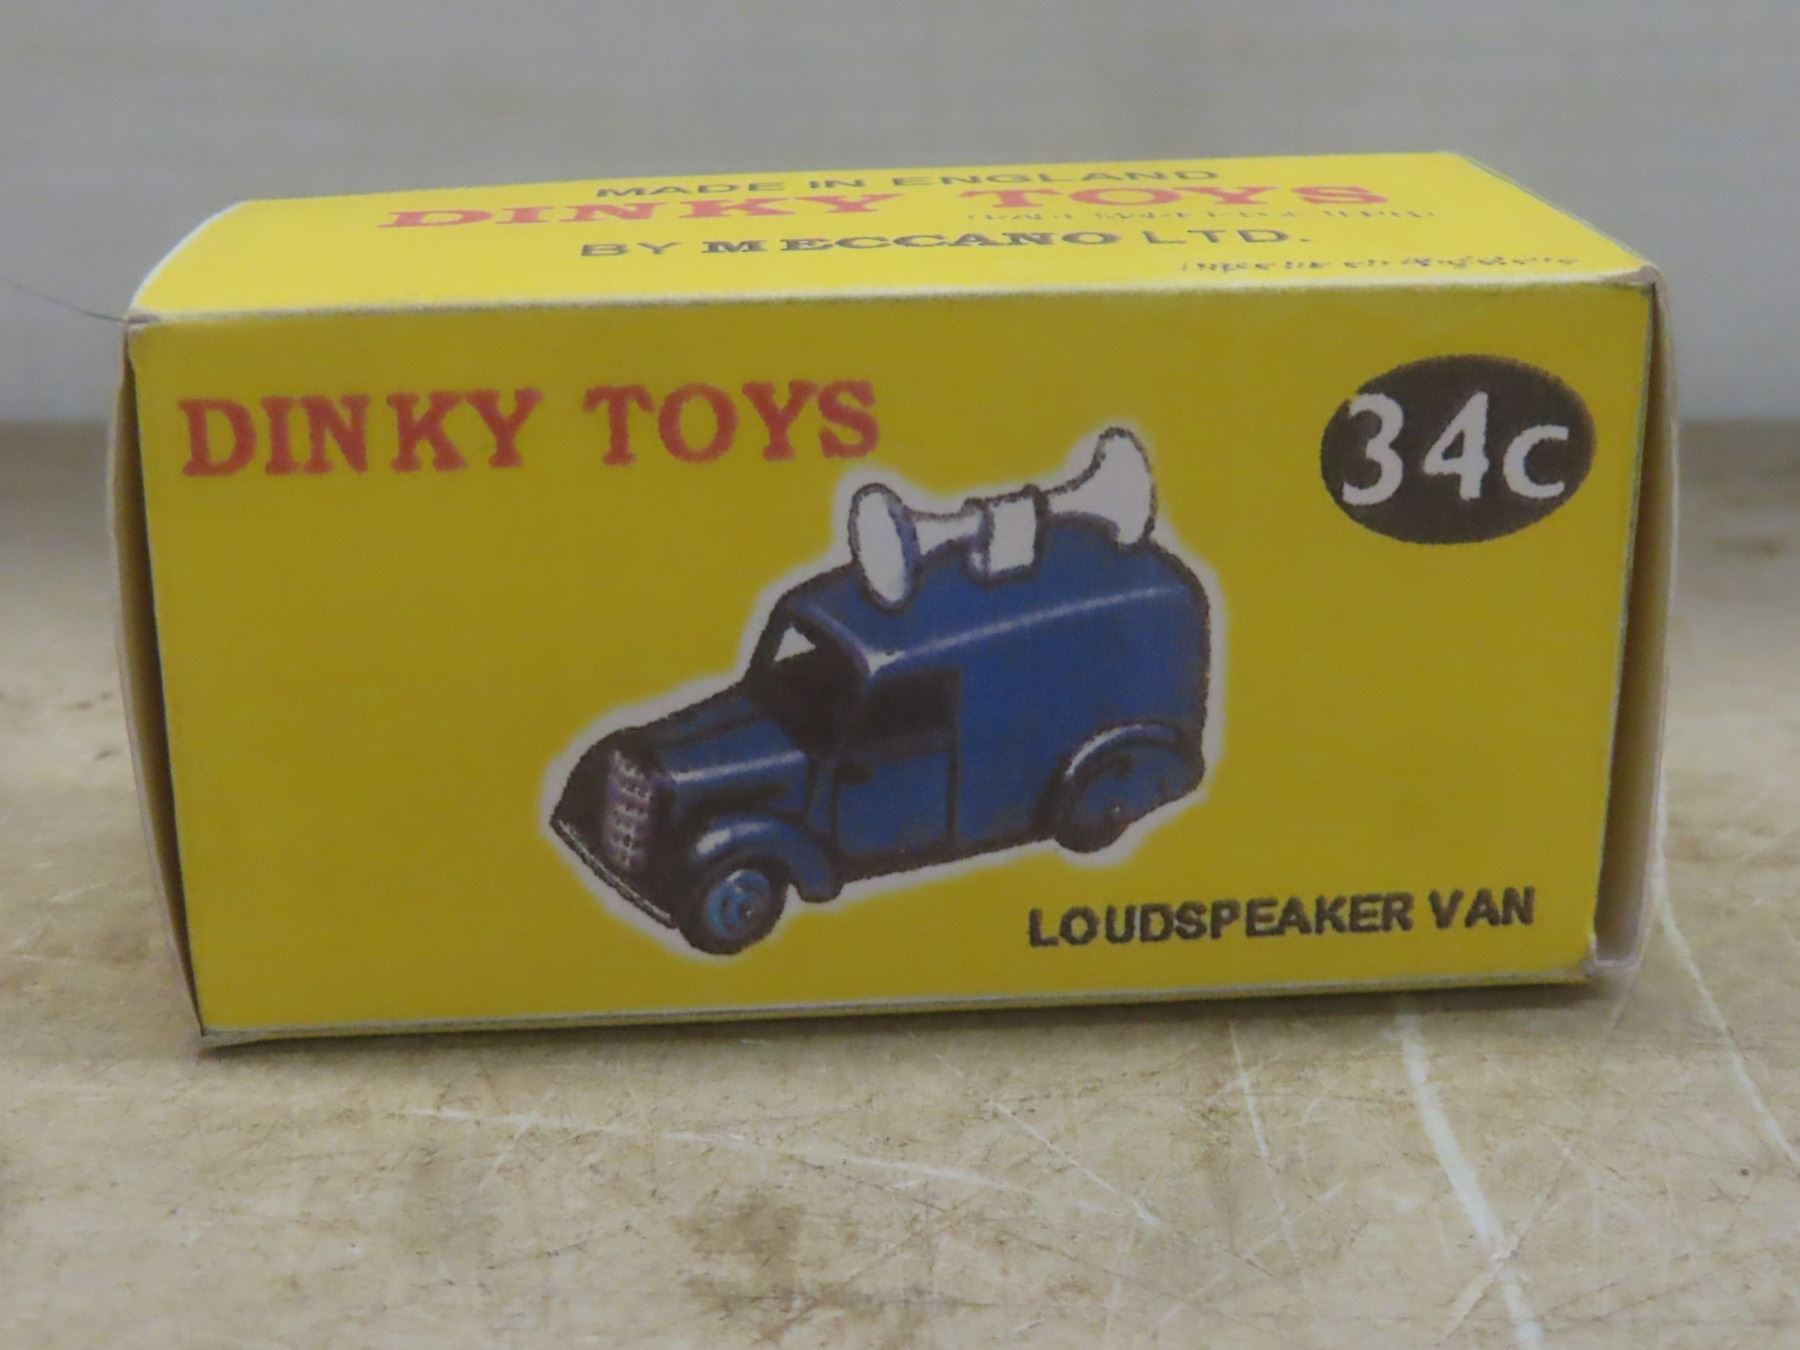 MADE IN ENGLAND
DINKY TOYS
BY MECCANO LTD.
DINKY TOYS
34c
LOUDSPEAKER VAN